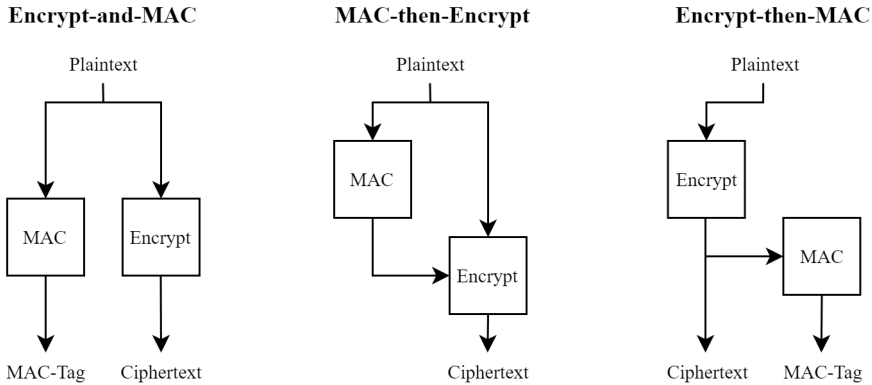 Encrypt-and-MAC
Plaintext
MAC
Encrypt
MAC-Tag
Ciphertext
MAC-then-Encrypt
Plaintext
MAC
Encrypt
Ciphertext
Encrypt-then-MAC
Plaintext
Encrypt
MAC
Ciphertext
MAC-Tag